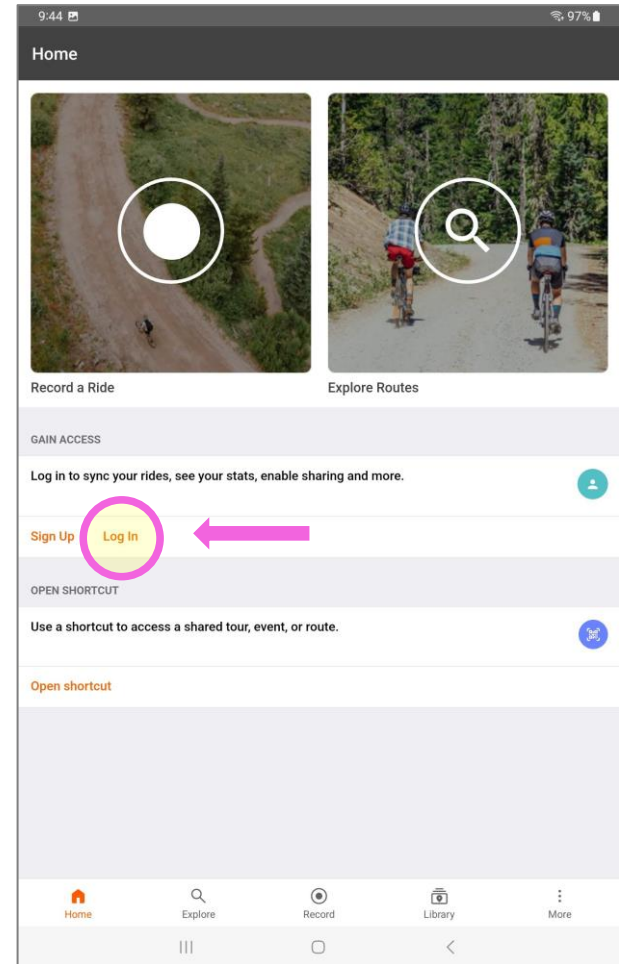 9:44 97%
Home
Record a Ride Explore Routes
GAIN ACCESS
Log in to sync your rides, see your stats, enable sharing and more.
Sign Up Log In
OPEN SHORTCUT
Use a shortcut to access a shared tour, event, or route.
Open shortcut
Home Explore Record Library More